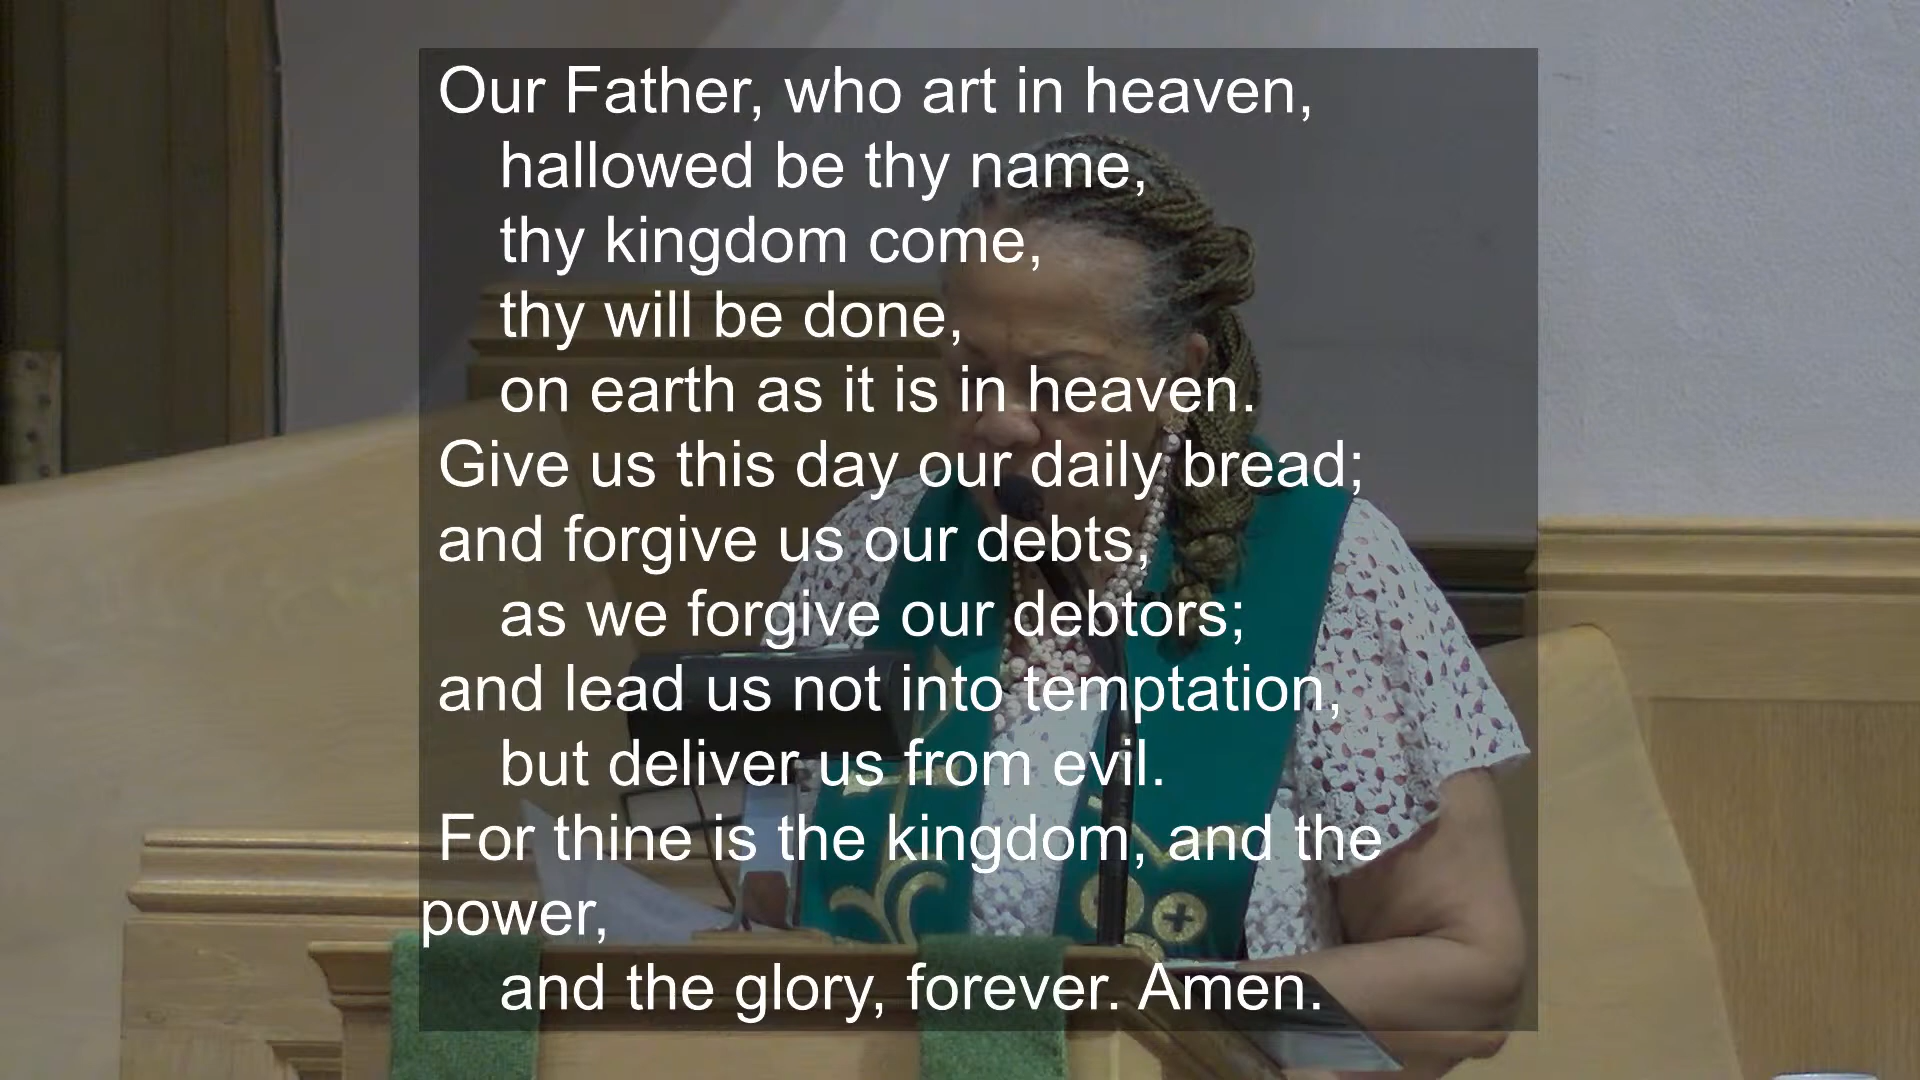 Our Father, who art in heaven,
hallowed be thy name,
thy kingdom come,
thy will be done,
on earth as it is in heaven.
Give us this day our daily bread;
and forgive us our debts,
as we forgive our debtors;
and lead us not into temptation,
but deliver us from evil.
For thine is the kingdom, and the
power,
and the glory, forever. Amen.